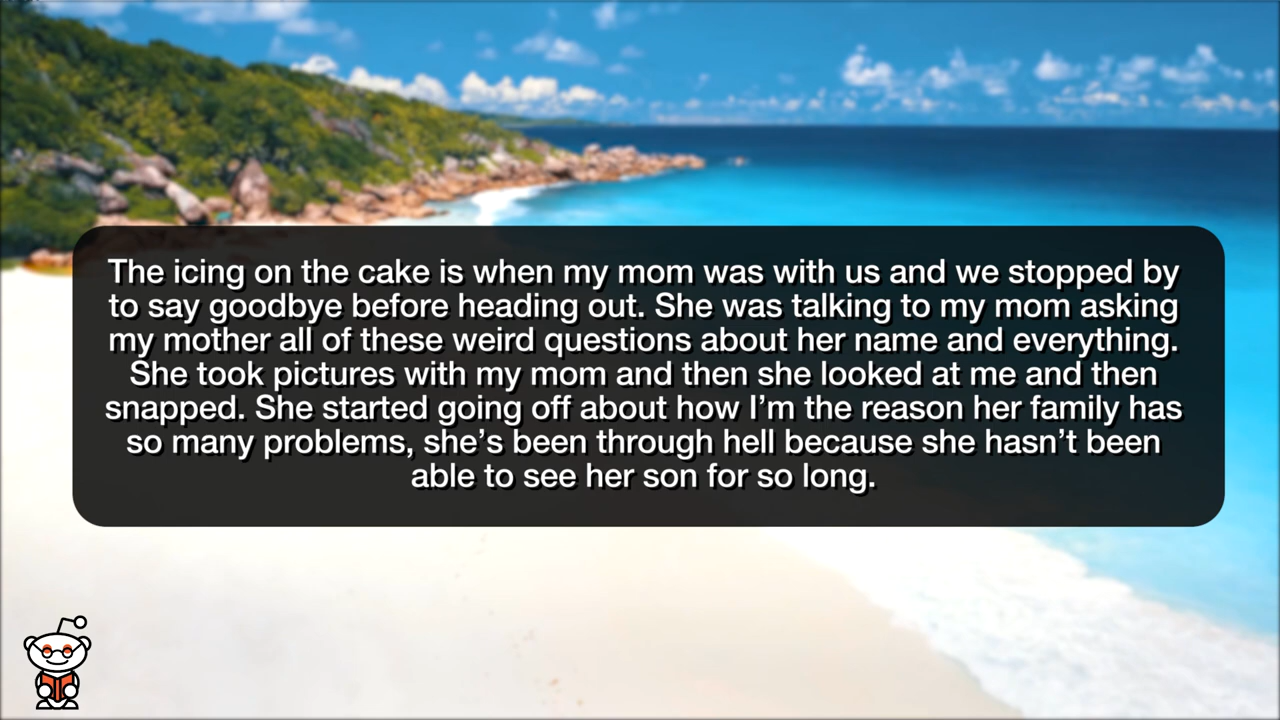 The icing on the cake is when my mom was with us and we stopped by
to say goodbye before heading out. She was talking to my mom asking
my mother all of these weird questions about her name and everything.
She took pictures with my mom and then she looked at me and then
snapped. She started going off about how I’m the reason her family has
so many problems, she’s been through hell because she hasn’t been
able to see her son for so long.